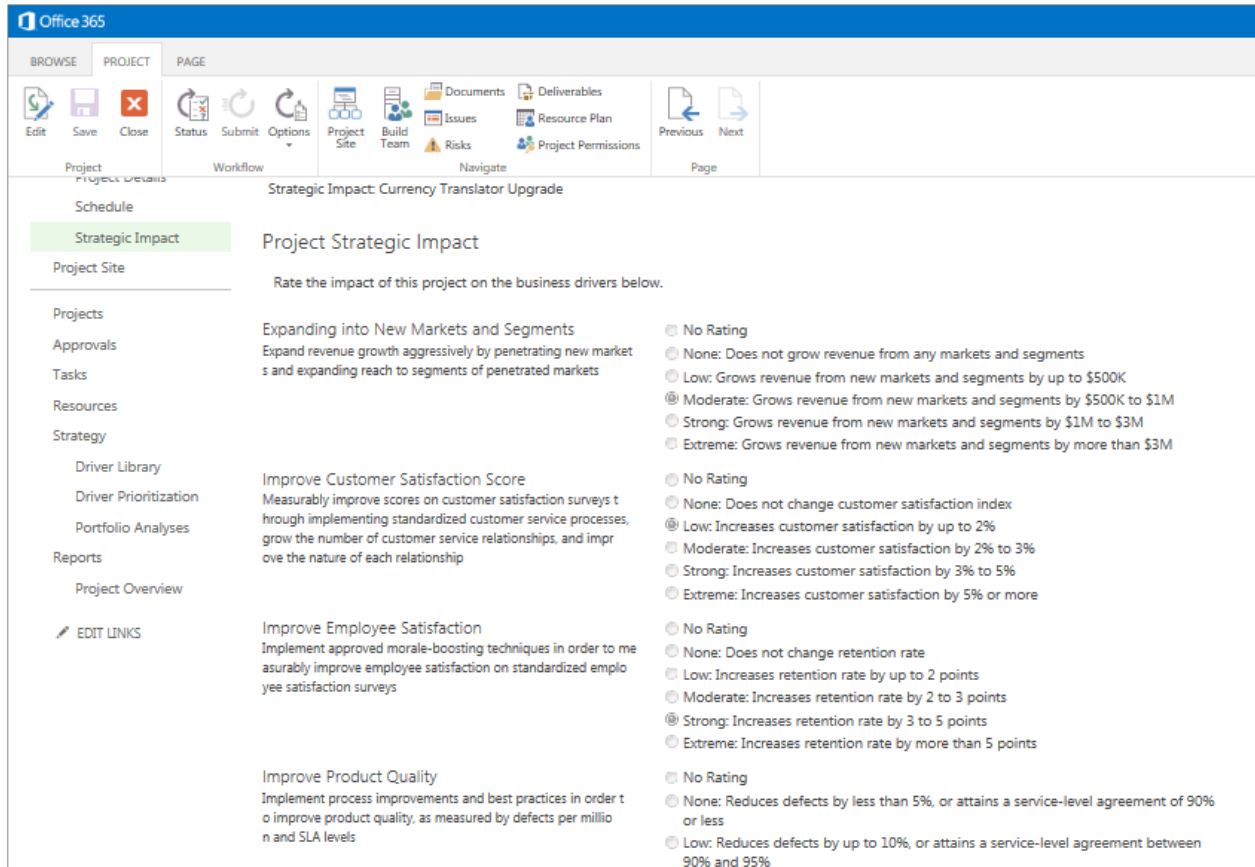 Office 365
BROWSE PROJECT PAGE
Edit Save Close Status Submit Options Project Site Build Team
Documents Deliverables
Issues Resource Plan
Risks Project Permissions
Previous Next
Project Workflow Navigate Page
Project Details
Schedule
Strategic Impact
Project Site
Projects
Approvals
Tasks
Resources
Strategy
Driver Library
Driver Prioritization
Portfolio Analyses
Reports
Project Overview
EDIT LINKS
Strategic Impact: Currency Translator Upgrade
Project Strategic Impact
Rate the impact of this project on the business drivers below.
Expanding into New Markets and Segments
Expand revenue growth aggressively by penetrating new market
s and expanding reach to segments of penetrated markets
No Rating
None: Does not grow revenue from any markets and segments
Low: Grows revenue from new markets and segments by up to $500K
Moderate: Grows revenue from new markets and segments by $500K to $1M
Strong: Grows revenue from new markets and segments by $1M to $3M
Extreme: Grows revenue from new markets and segments by more than $3M
Improve Customer Satisfaction Score
Measurably improve scores on customer satisfaction surveys t
hrough implementing standardized customer service processes,
grow the number of customer service relationships, and impr
ove the nature of each relationship
No Rating
None: Does not change customer satisfaction index
Low: Increases customer satisfaction by up to 2%
Moderate: Increases customer satisfaction by 2% to 3%
Strong: Increases customer satisfaction by 3% to 5%
Extreme: Increases customer satisfaction by 5% or more
Improve Employee Satisfaction
Implement approved morale-boosting techniques in order to me
asurably improve employee satisfaction on standardized emplo
yee satisfaction surveys
No Rating
None: Does not change retention rate
Low: Increases retention rate by up to 2 points
Moderate: Increases retention rate by 2 to 3 points
Strong: Increases retention rate by 3 to 5 points
Extreme: Increases retention rate by more than 5 points
Improve Product Quality
Implement process improvements and best practices in order t
o improve product quality, as measured by defects per millio
n and SLA levels
No Rating
None: Reduces defects by less than 5%, or attains a service-level agreement of 90%
or less
Low: Reduces defects by up to 10%, or attains a service-level agreement between
90% and 95%